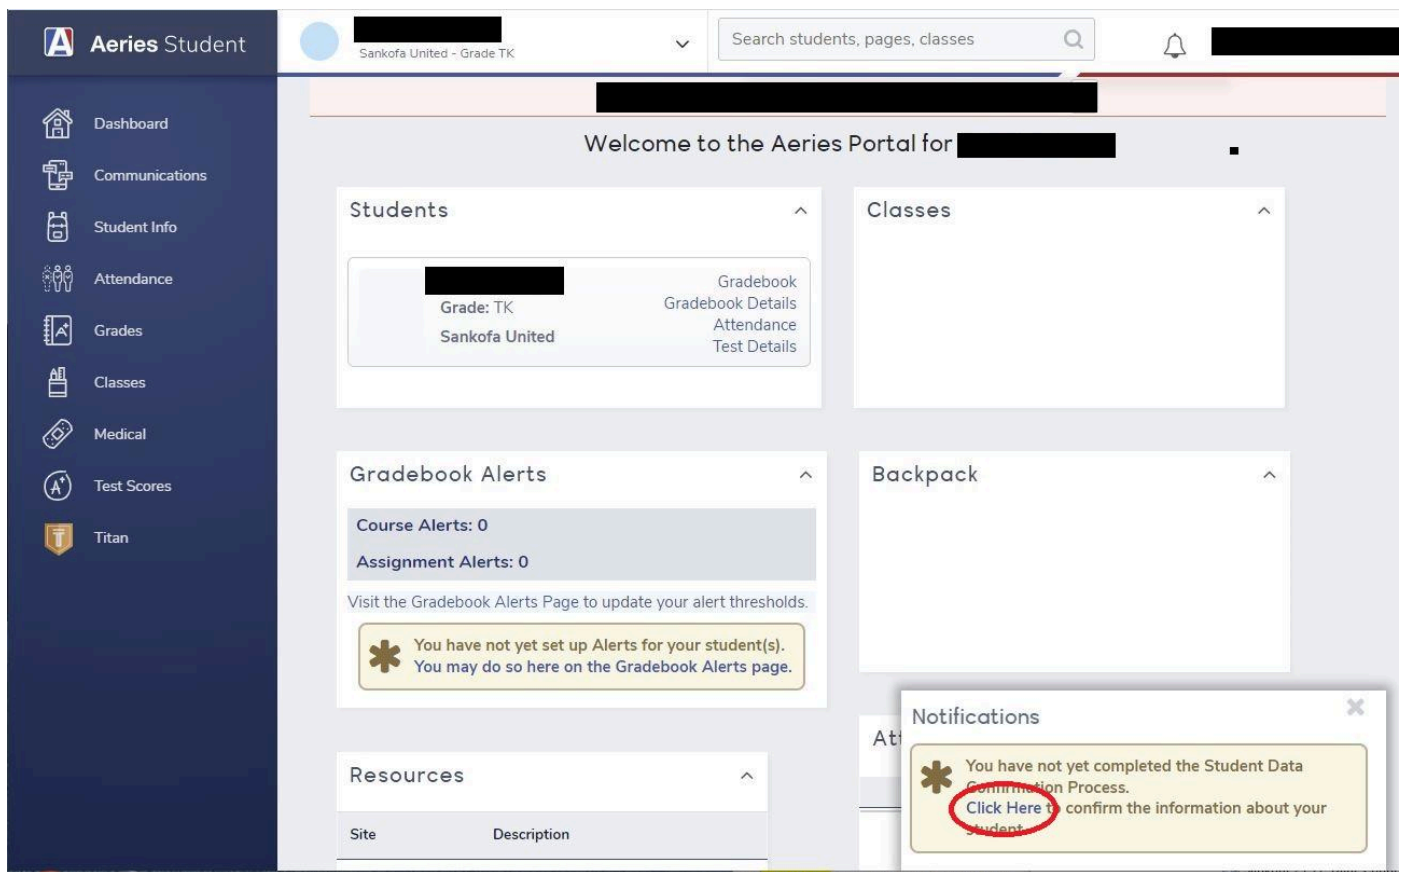 Aeries Student
Sankofa United - Grade TK
Search students, pages, classes
Dashboard
Communications
Student Info
Attendance
Grades
Classes
Medical
Test Scores
Titan
Welcome to the Aeries Portal for
Students
Grade: TK
Sankofa United
Gradebook
Gradebook Details
Attendance
Test Details
Classes
Gradebook Alerts
Course Alerts: 0
Assignment Alerts: 0
Visit the Gradebook Alerts Page to update your alert thresholds.
You have not yet set up Alerts for your student(s).
You may do so here on the Gradebook Alerts page.
Backpack
Resources
Site Description
Notifications
You have not yet completed the Student Data
Confirmation Process.
Click Here to confirm the information about your
student